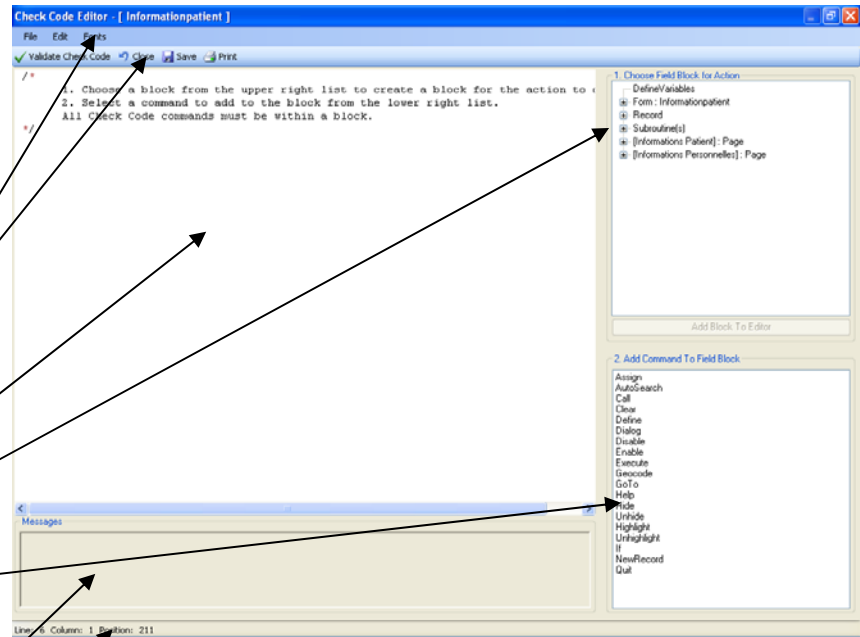 Check Code Editor - [ Informationpatient ]
File Edit Fonts
Validate Check Code Close Save Print
/*
1. Choose a block from the upper right list to create a block for the action to
2. Select a command to add to the block from the lower right list.
All Check Code commands must be within a block.
*/
1. Choose Field Block for Action
DefineVariables
Form : Informationpatient
Record
Subroutine(s)
[Informations Patient] : Page
[Informations Personnelles] : Page
Add Block To Editor
2. Add Command To Field Block
Assign
AutoSearch
Call
Clear
Define
Dialog
Disable
Enable
Execute
Geocode
GoTo
Help
Hide
Unhide
Highlight
Unhighlight
If
NewRecord
Quit
Messages
Line: 6 Column: 1 Position: 211